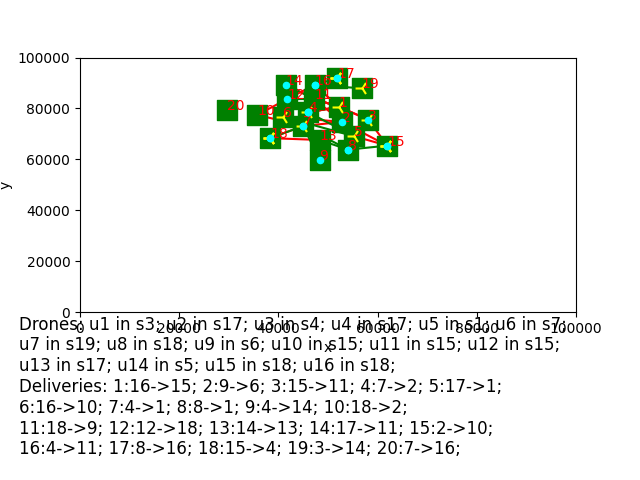 100000
80000
60000
40000
20000
0
y
0 20000 40000 60000 80000 100000
x
20
17
19
15
Drones: u1 in s3; u2 in s17; u3 in s4; u4 in s17; u5 in s1; u6 in s7;
u7 in s19; u8 in s18; u9 in s6; u10 in s15; u11 in s15; u12 in s15;
u13 in s17; u14 in s5; u15 in s18; u16 in s18;
Deliveries: 1:16->15; 2:9->6; 3:15->11; 4:7->2; 5:17->1;
6:16->10; 7:4->1; 8:8->1; 9:4->14; 10:18->2;
11:18->9; 12:12->18; 13:14->13; 14:17->11; 15:2->10;
16:4->11; 17:8->16; 18:15->4; 19:3->14; 20:7->16;